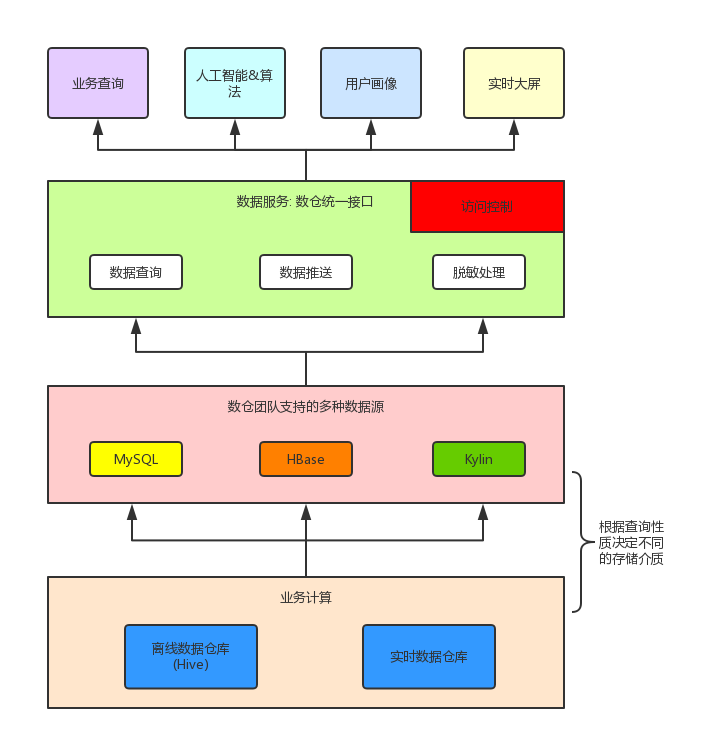 业务查询
人工智能&算
法
用户画像
实时大屏
数据服务: 数仓统一接口
访问控制
数据查询
数据推送
脱敏处理
数仓团队支持的多种数据源
MySQL
HBase
Kylin
根据查询性
质决定不同
的存储介质
业务计算
离线数据仓库
(Hive)
实时数据仓库